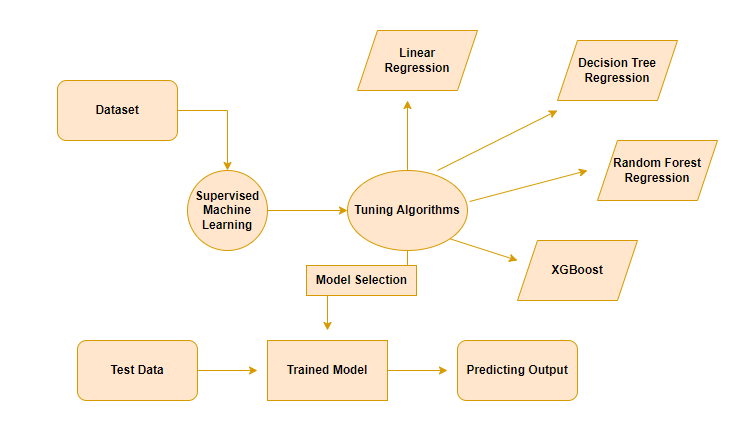 Linear
Regression
Decision Tree
Regression
Dataset
Random Forest
Regression
Supervised
Machine
Learning
Tuning Algorithms
XGBoost
Model Selection
Test Data
Trained Model
Predicting Output